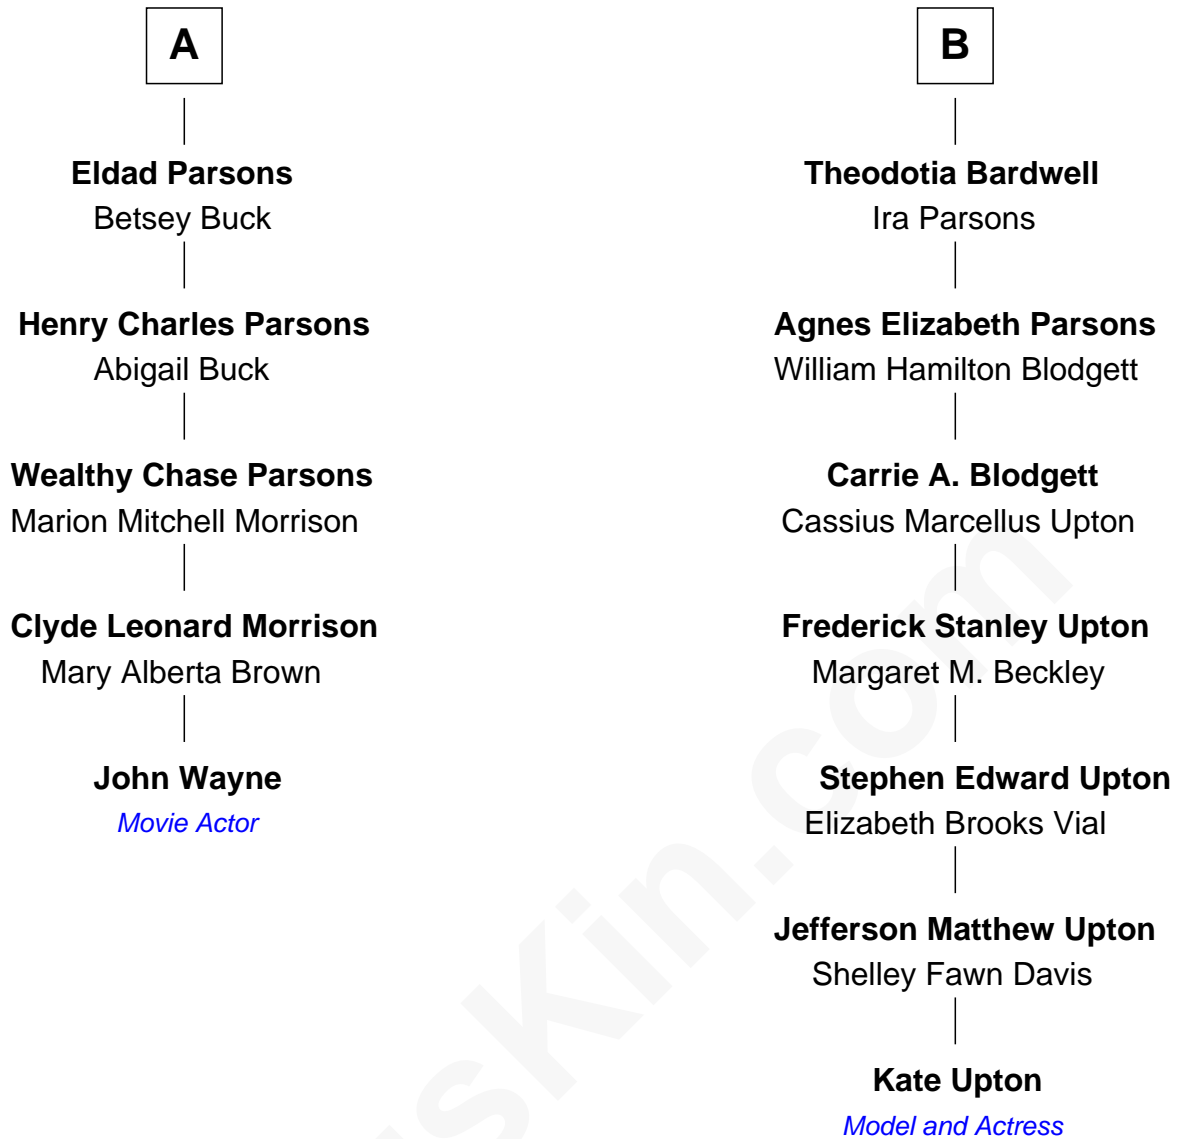 A
Eldad Parsons
Betsey Buck
Henry Charles Parsons
Abigail Buck
Wealthy Chase Parsons
Marion Mitchell Morrison
Clyde Leonard Morrison
Mary Alberta Brown
John Wayne
Movie Actor
B
Theodotia Bardwell
Ira Parsons
Agnes Elizabeth Parsons
William Hamilton Blodgett
Carrie A. Blodgett
Cassius Marcellus Upton
Frederick Stanley Upton
Margaret M. Beckley
Stephen Edward Upton
Elizabeth Brooks Vial
Jefferson Matthew Upton
Shelley Fawn Davis
Kate Upton
Model and Actress
sKin.com